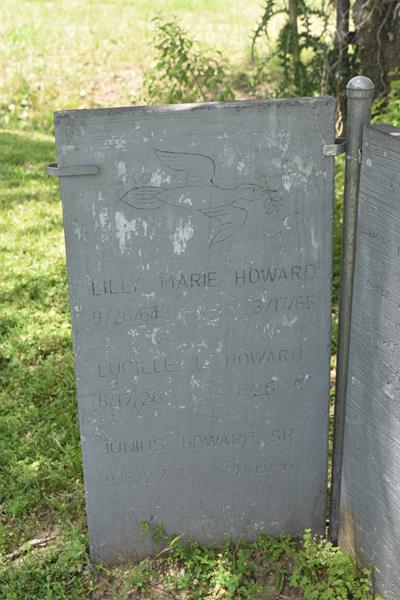 LILLY MARIE HOWARD
9/28/64 3/17/65
LUCILLE L. HOWARD
8/17/26
JUNIUS HOWARD SR
9/6/27